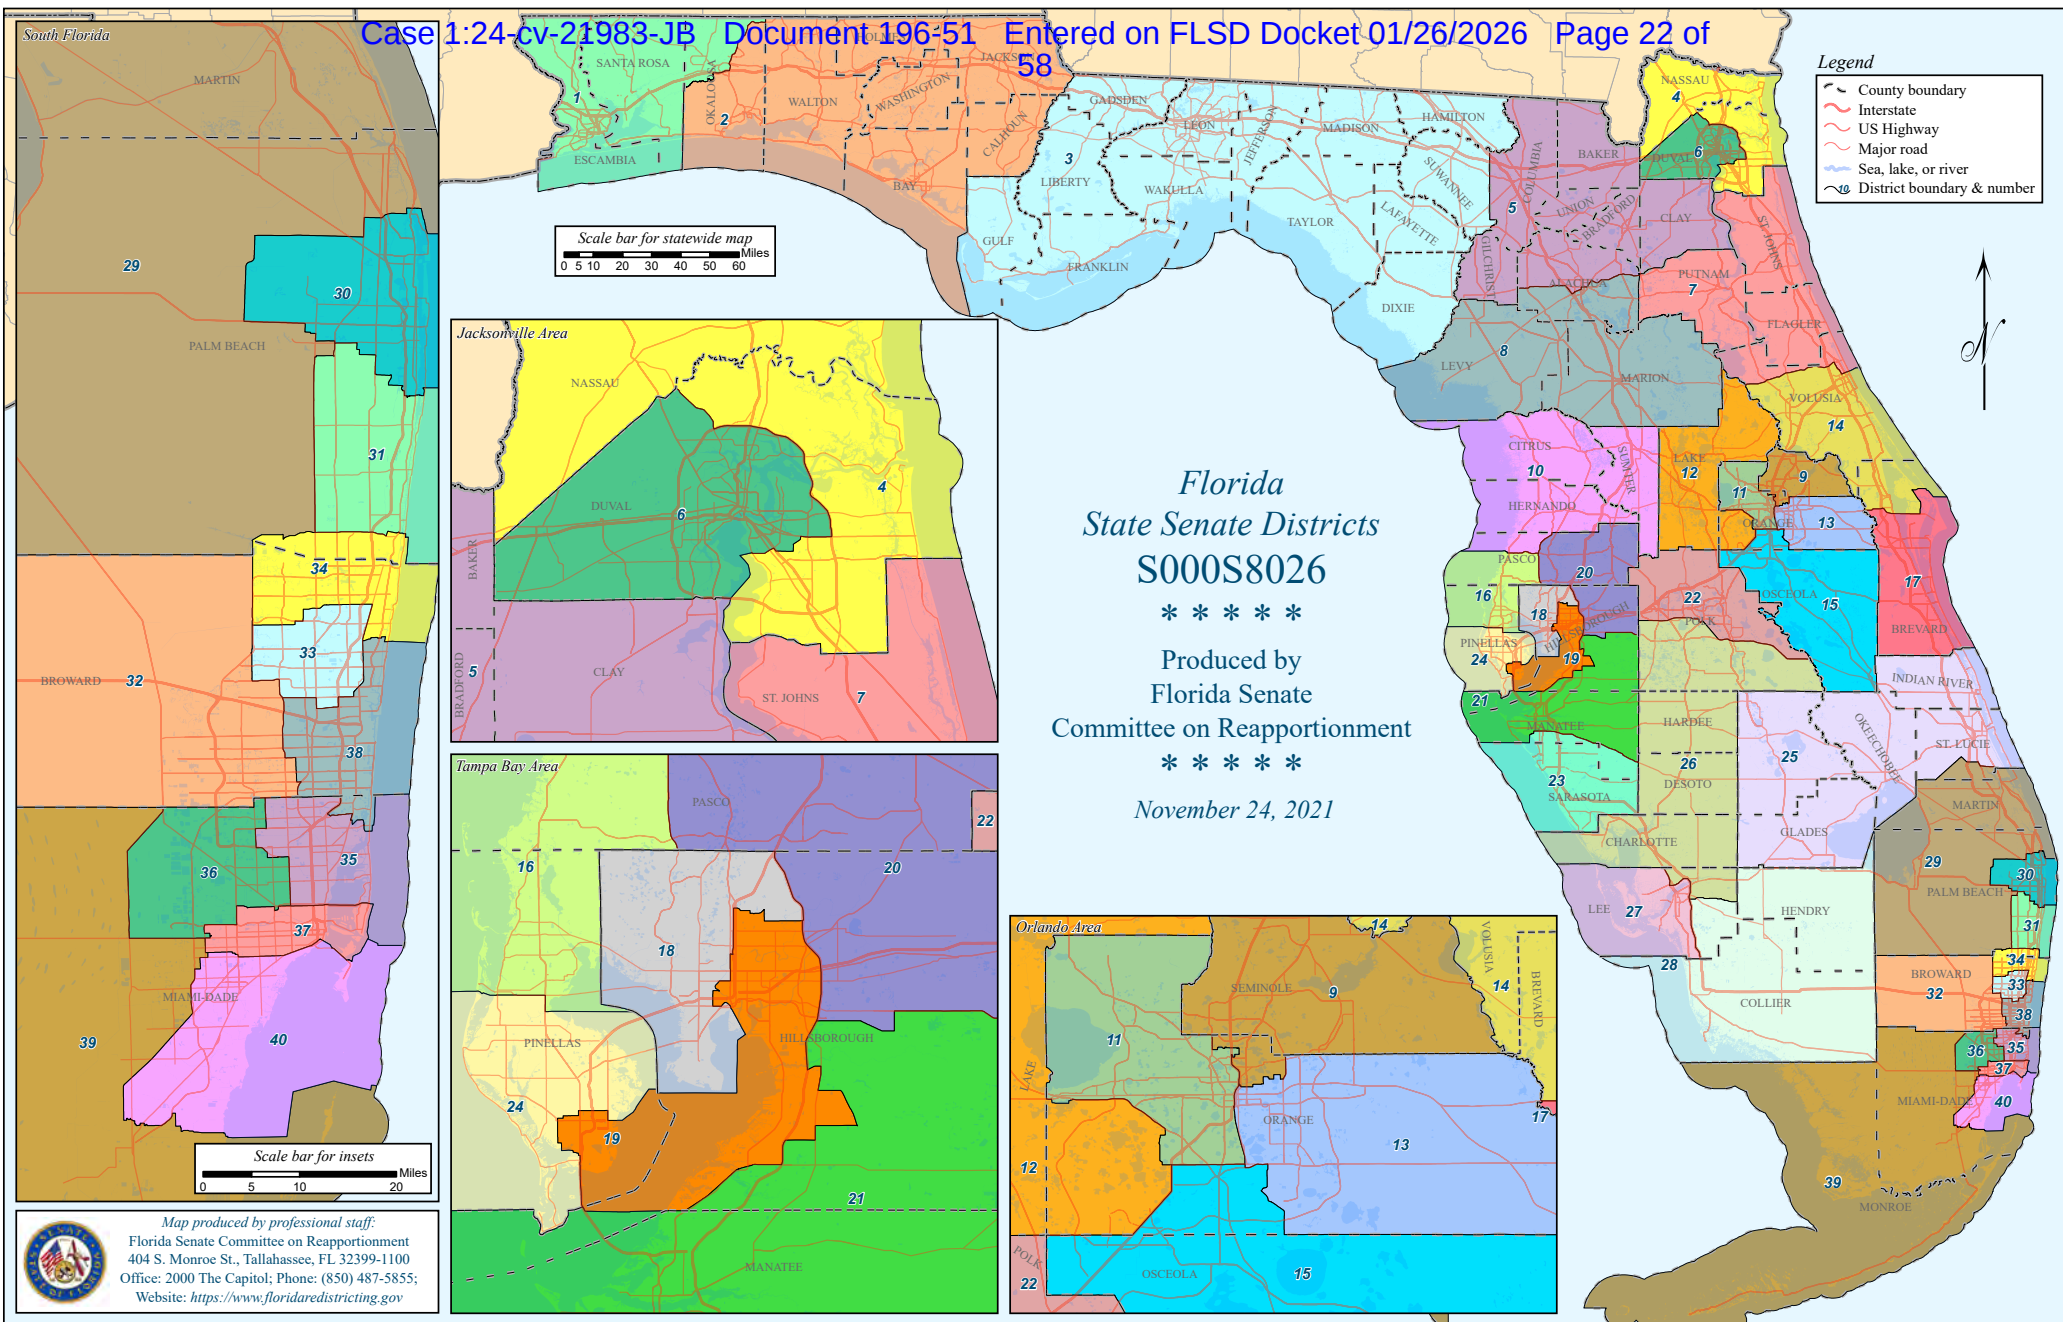 Case 1:24-cv-21983-JB Document 196-51 Entered on FLSD Docket 01/26/2026 Page 22 of
58
South Florida
MARTIN
29
30
PALM BEACH
31
34
33
BROWARD
32
38
36
35
37
MIAMI-DADE
39
40
Scale bar for insets
Miles
0 5 10 20
Map produced by professional staff:
Florida Senate Committee on Reapportionment
404 S. Monroe St., Tallahassee, FL 32399-1100
Office: 2000 The Capitol; Phone: (850) 487-5855;
Website: https://www.floridaredistricting.gov
Scale bar for statewide map
Miles
0 5 10 20 30 40 50 60
Jacksonville Area
NASSAU
4
DUVAL
6
BAKER
BRADFORD
5
CLAY
ST. JOHNS
7
Tampa Bay Area
PASCO
22
16
20
18
HILLSBOROUGH
PINELLAS
24
19
21
MANATEE
Orlando Area
14
VOLUSIA
SEMINOLE
9
14
BREVARD
11
LAKE
ORANGE
17
13
12
POLK
22
OSCEOLA
15
Florida
State Senate Districts
S000S8026
* * * * *
Produced by
Florida Senate
Committee on Reapportionment
* * * * *
November 24, 2021
Legend
County boundary
Interstate
US Highway
Major road
Sea, lake, or river
10 District boundary & number
N
SANTA ROSA
1
ESCAMBIA
OKALOOSA
2
WALTON
HOLMES
WASHINGTON
JACKSON
CALHOUN
BAY
GULF
GADSDEN
3
LIBERTY
LEON
WAKULLA
FRANKLIN
JEFFERSON
MADISON
TAYLOR
HAMILTON
SUWANNEE
LAFAYETTE
DIXIE
COLUMBIA
5
BAKER
UNION
BRADFORD
GILCHRIST
ALACHUA
CLAY
NASSAU
4
DUVAL
6
ST. JOHNS
PUTNAM
7
FLAGLER
LEVY
8
MARION
VOLUSIA
14
CITRUS
10
SUMTER
HERNANDO
LAKE
12
11
9
ORANGE
13
PASCO
16
20
18
HILLSBOROUGH
PINELLAS
24
19
21
MANATEE
22
POLK
OSCEOLA
15
17
BREVARD
INDIAN RIVER
HARDEE
26
DESOTO
25
OKEECHOBEE
ST. LUCIE
23
SARASOTA
CHARLOTTE
GLADES
MARTIN
29
30
PALM BEACH
31
LEE
27
HENDRY
28
COLLIER
BROWARD
32
34
33
38
36
35
37
MIAMI-DADE
40
39
MONROE